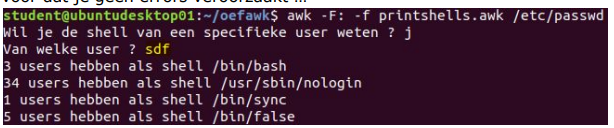 voor dat je geen errors veroorzaakt ...
student@ubuntudesktop01:~/oefawk$ awk -F: -f printshells.awk /etc/passwd
Wil je de shell van een specifieke user weten ? j
Van welke user ? sdf
3 users hebben als shell /bin/bash
34 users hebben als shell /usr/sbin/nologin
1 users hebben als shell /bin/sync
5 users hebben als shell /bin/false